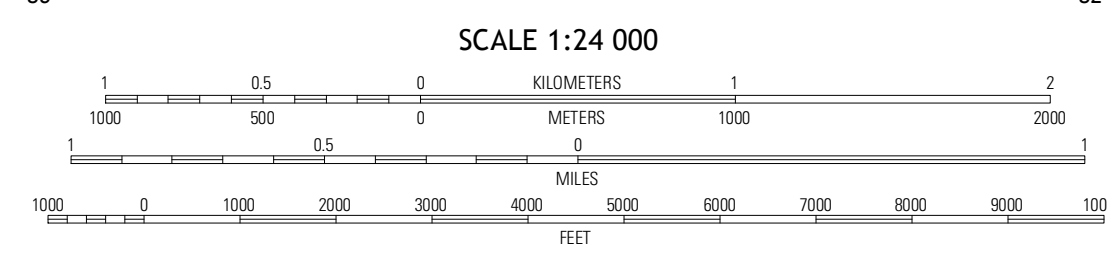 SCALE 1:24 000
1 0.5 0 KILOMETERS 1 2
1000 500 0 METERS 1000 2000
1 0.5 0 1
MILES
1000 0 1000 2000 3000 4000 5000 6000 7000 8000 9000 100
FEET